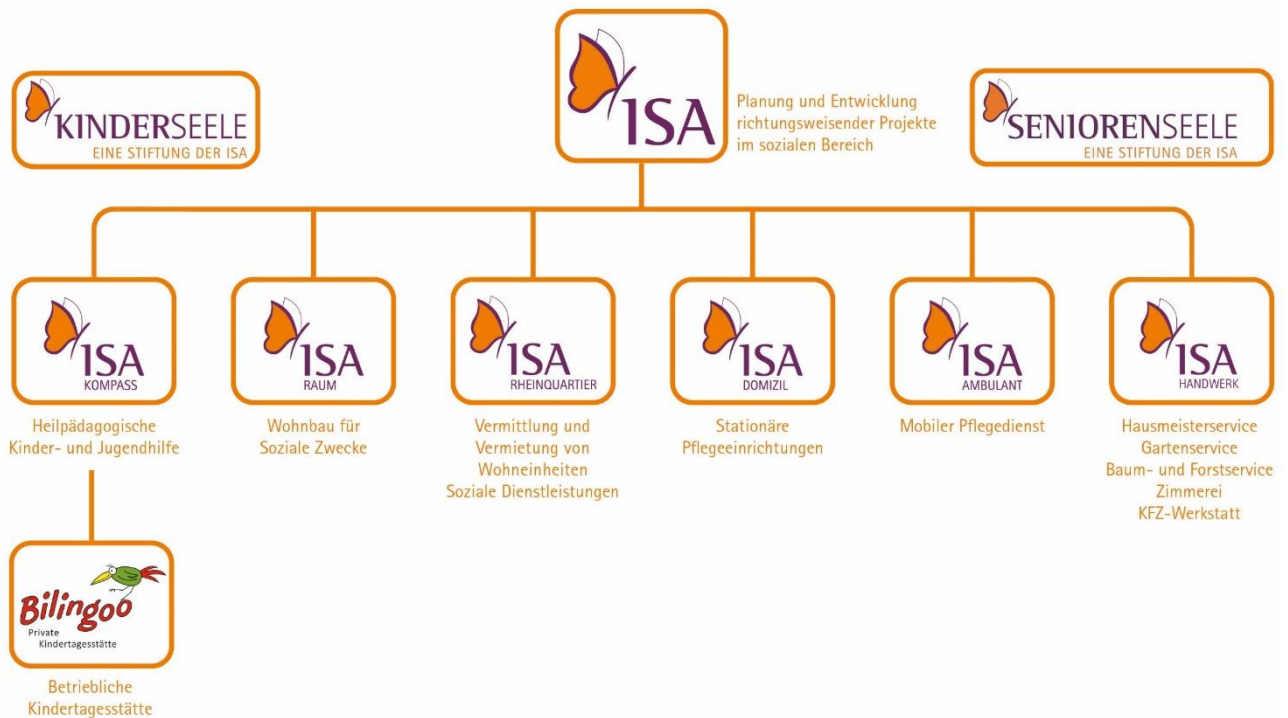 KINDERSEELE
EINE STIFTUNG DER ISA
ISA
Planung und Entwicklung
richtungsweisender Projekte
im sozialen Bereich
SENIORENSEELE
EINE STIFTUNG DER ISA
ISA
KOMPASS
Heilpädagogische
Kinder- und Jugendhilfe
ISA
RAUM
Wohnbau für
Soziale Zwecke
ISA
RHEINQUARTIER
Vermittlung und
Vermietung von
Wohneinheiten
Soziale Dienstleistungen
ISA
DOMIZIL
Stationäre
Pflegeeinrichtungen
ISA
AMBULANT
Mobiler Pflegedienst
ISA
HANDWERK
Hausmeisterservice
Gartenservice
Baum- und Forstservice
Zimmerei
KFZ-Werkstatt
Bilingoo
Private
Kindertagesstätte
Betriebliche
Kindertagesstätte